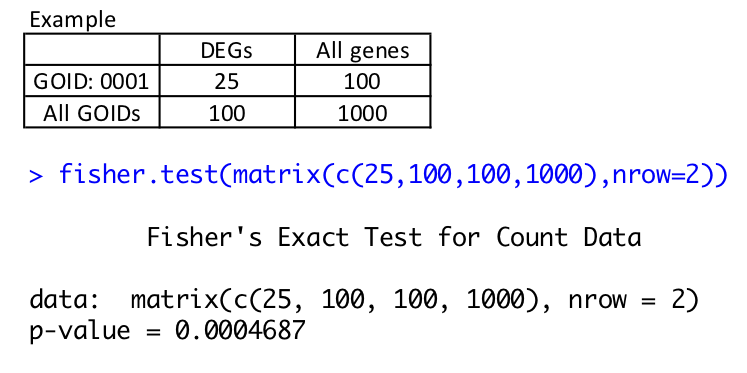 Example
DEGs All genes
GOID: 0001 25 100
All GOIDs 100 1000
> fisher.test(matrix(c(25,100,100,1000),nrow=2))
Fisher's Exact Test for Count Data
data:  matrix(c(25, 100, 100, 1000), nrow = 2)
p-value = 0.0004687